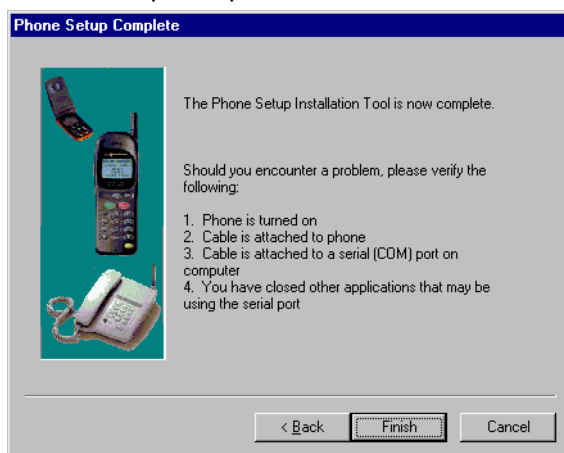 Phone Setup Complete
The Phone Setup Installation Tool is now complete.
Should you encounter a problem, please verify the
following:
1. Phone is turned on
2. Cable is attached to phone
3. Cable is attached to a serial (COM) port on
computer
4. You have closed other applications that may be
using the serial port
< Back
Finish
Cancel